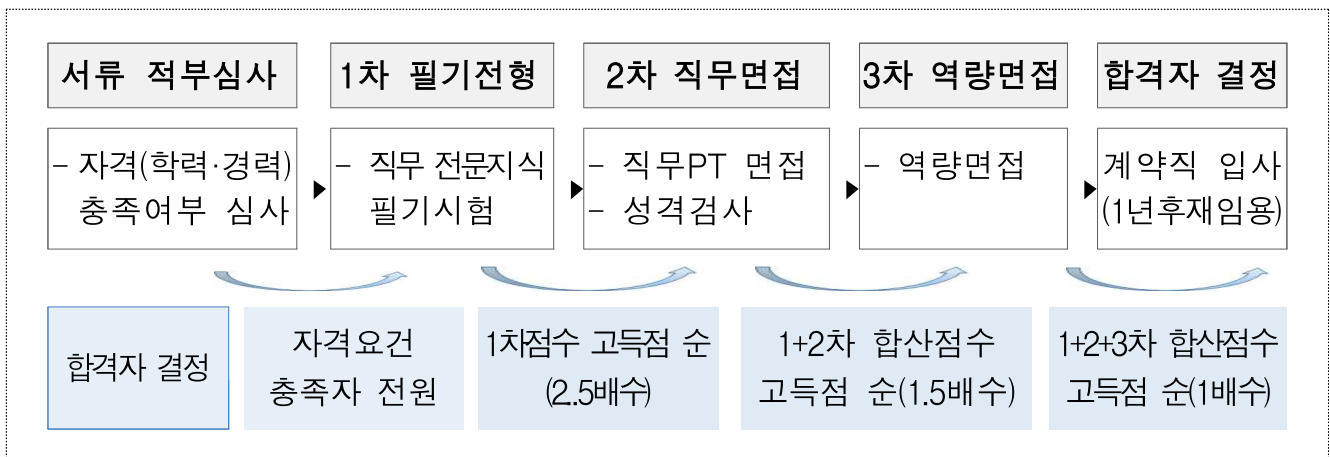 서류 적부심사
1차 필기전형
2차 직무면접
3차 역량면접
합격자 결정
- 자격(학력·경력)
충족여부 심사
▶
- 직무 전문지식
필기시험
▶
- 직무PT 면접
- 성격검사
▶
- 역량면접
▶
계약직 입사
(1년후재임용)
합격자 결정
자격요건
충족자 전원
1차점수 고득점 순
(2.5배수)
1+2차 합산점수
고득점 순(1.5배수)
1+2+3차 합산점수
고득점 순(1배수)